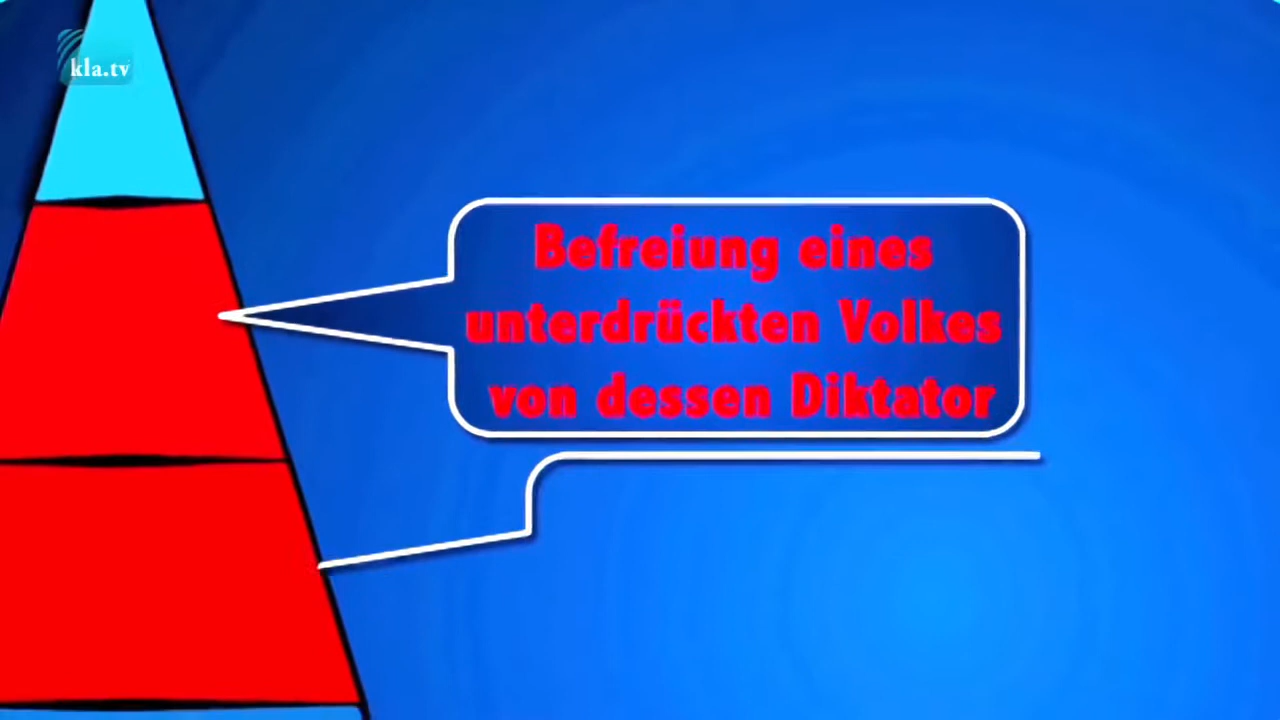 kla.tv
Befreiung eines
unterdrückten Volkes
von dessen Diktator